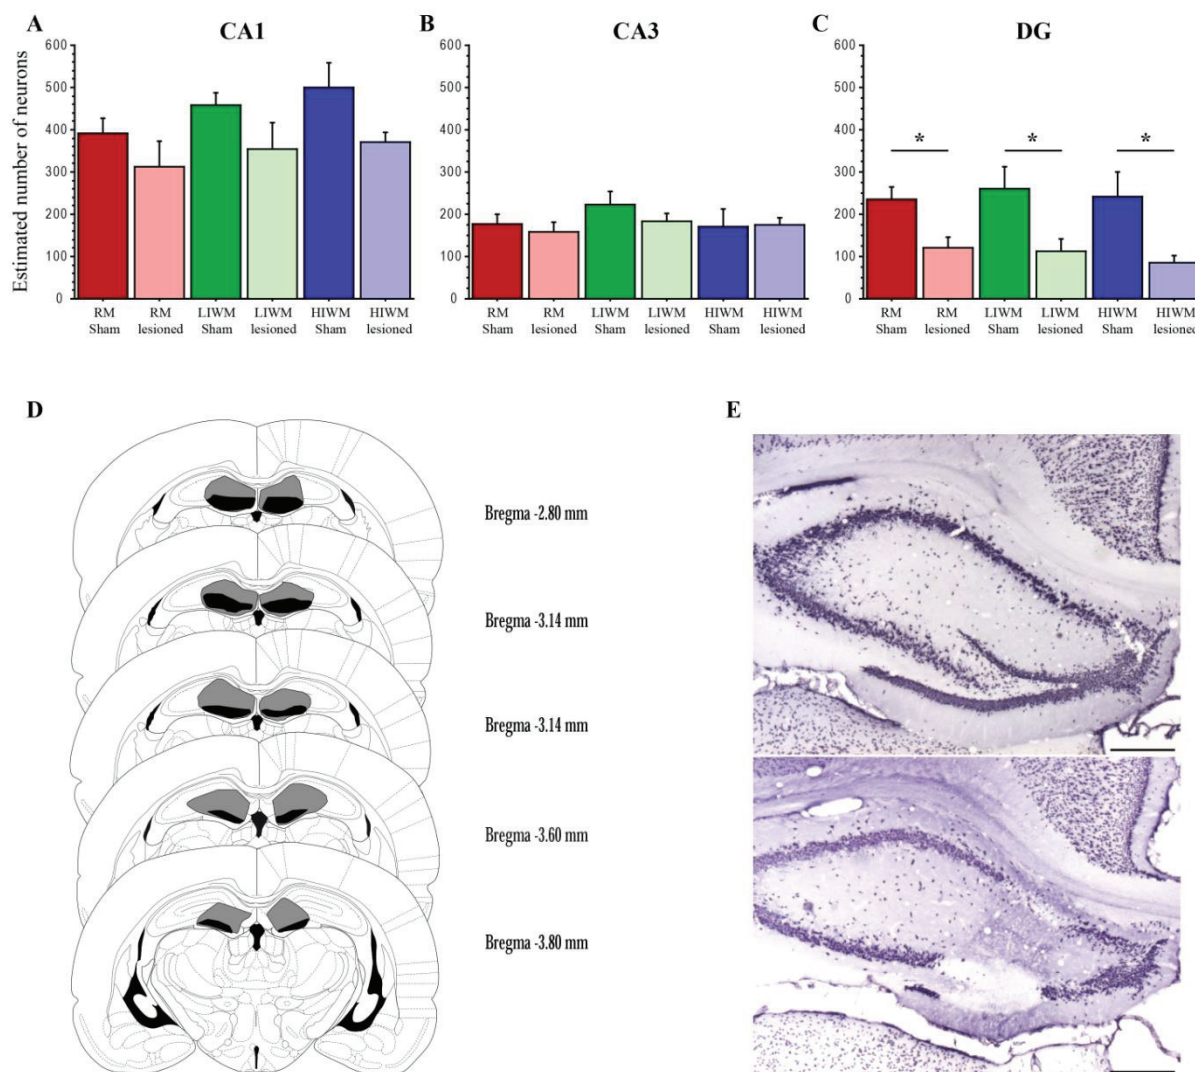 A
CA1
Estimated number of neurons
600
500
400
300
200
100
0
RM Sham
RM lesioned
LIWM Sham
LIWM lesioned
HIWM Sham
HIWM lesioned
B
CA3
600
500
400
300
200
100
0
RM Sham
RM lesioned
LIWM Sham
LIWM lesioned
HIWM Sham
HIWM lesioned
C
DG
600
500
400
300
200
100
0
*
*
*
RM Sham
RM lesioned
LIWM Sham
LIWM lesioned
HIWM Sham
HIWM lesioned
D
Bregma -2.80 mm
Bregma -3.14 mm
Bregma -3.14 mm
Bregma -3.60 mm
Bregma -3.80 mm
E